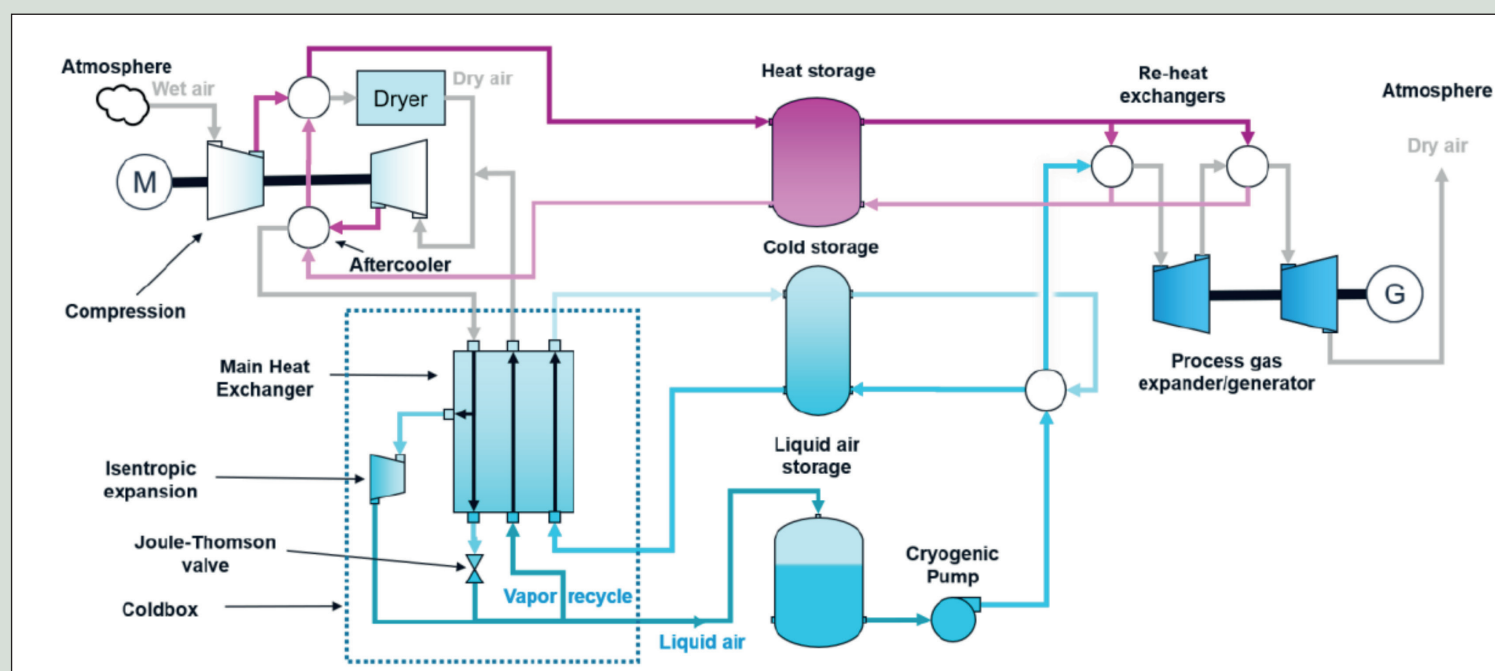 Atmosphere
Wet air
Dry air
Dryer
M
Aftercooler
Compression
Heat storage
Re-heat
exchangers
Atmosphere
Dry air
Cold storage
G
Process gas
expander/generator
Main Heat
Exchanger
Isentropic
expansion
Joule-Thomson
valve
Coldbox
Vapor recycle
Liquid air
Liquid air
storage
Cryogenic
Pump